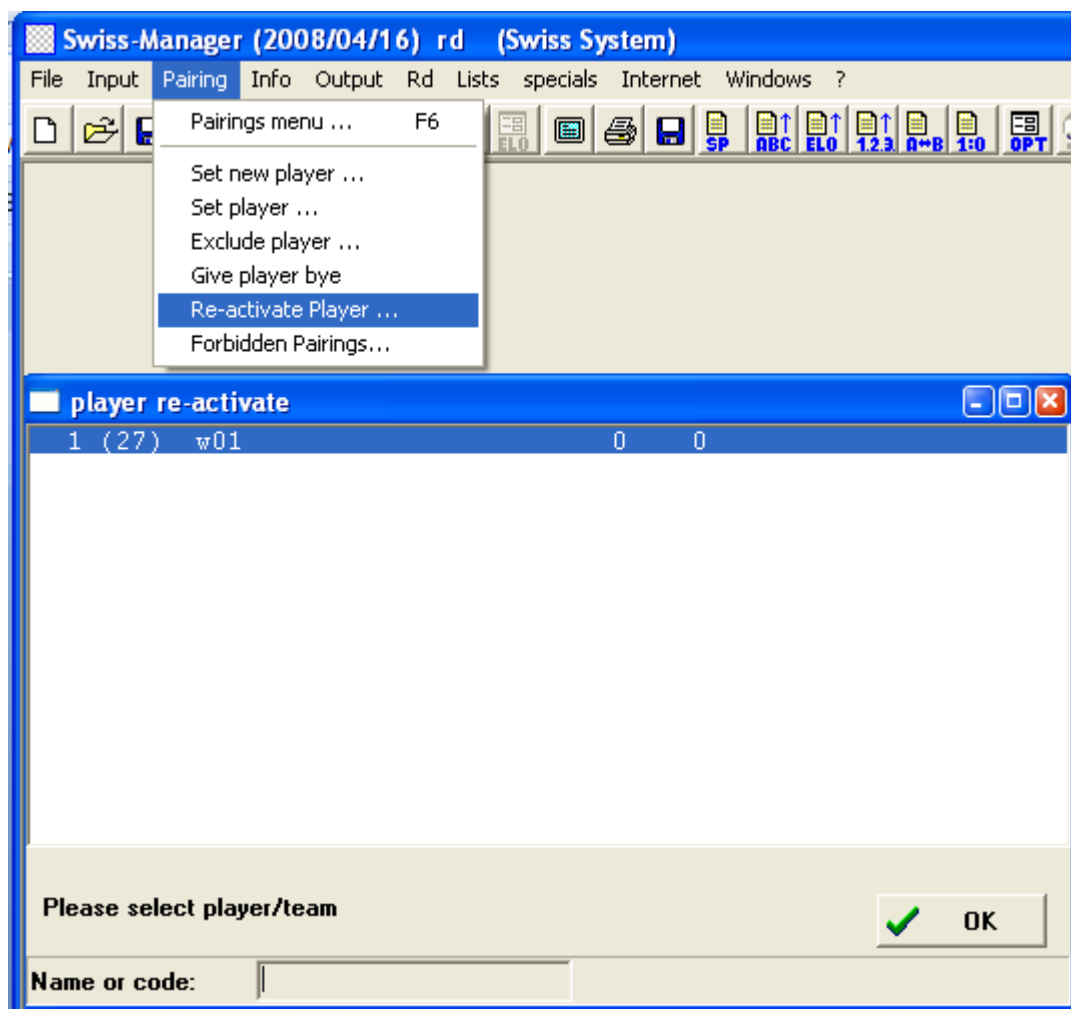 Swiss-Manager (2008/04/16) rd (Swiss System)
File Input Pairing Info Output Rd Lists specials Internet Windows ?
Pairings menu ... F6
ELO SP ABC ELO 1.2.3. A↔B 1:0 OPT
Set new player ...
Set player ...
Exclude player ...
Give player bye
Re-activate Player ...
Forbidden Pairings...
player re-activate
1 (27) w01 0 0
Please select player/team
OK
Name or code: